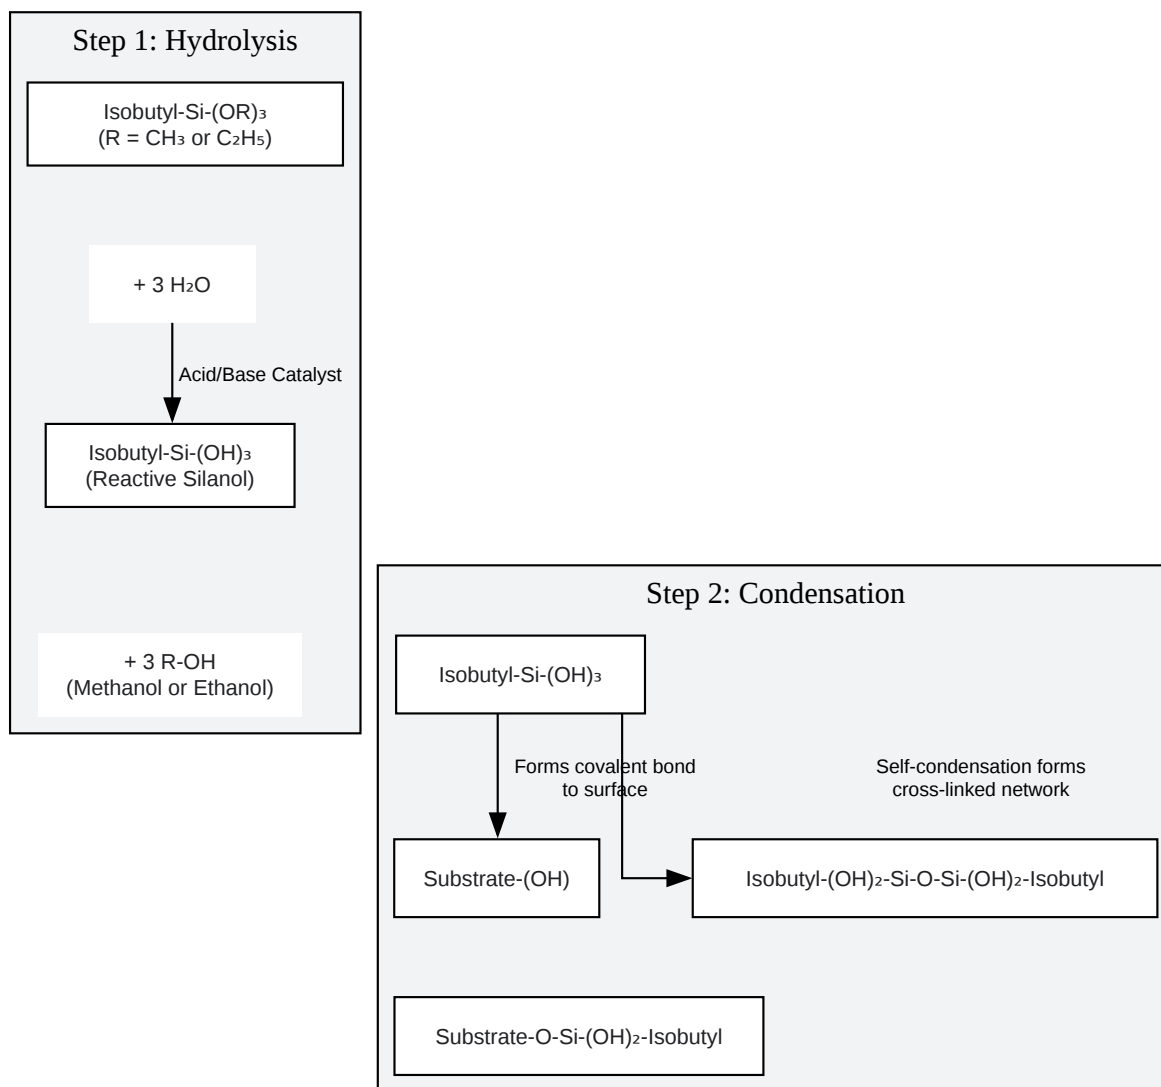 Step 1: Hydrolysis
Isobutyl-Si-(OR)₃
(R = CH₃ or C₂H₅)
+ 3 H₂O
Acid/Base Catalyst
Isobutyl-Si-(OH)₃
(Reactive Silanol)
+ 3 R-OH
(Methanol or Ethanol)
Step 2: Condensation
Isobutyl-Si-(OH)₃
Forms covalent bond
to surface
Self-condensation forms
cross-linked network
Substrate-(OH)
Isobutyl-(OH)₂-Si-O-Si-(OH)₂-Isobutyl
Substrate-O-Si-(OH)₂-Isobutyl